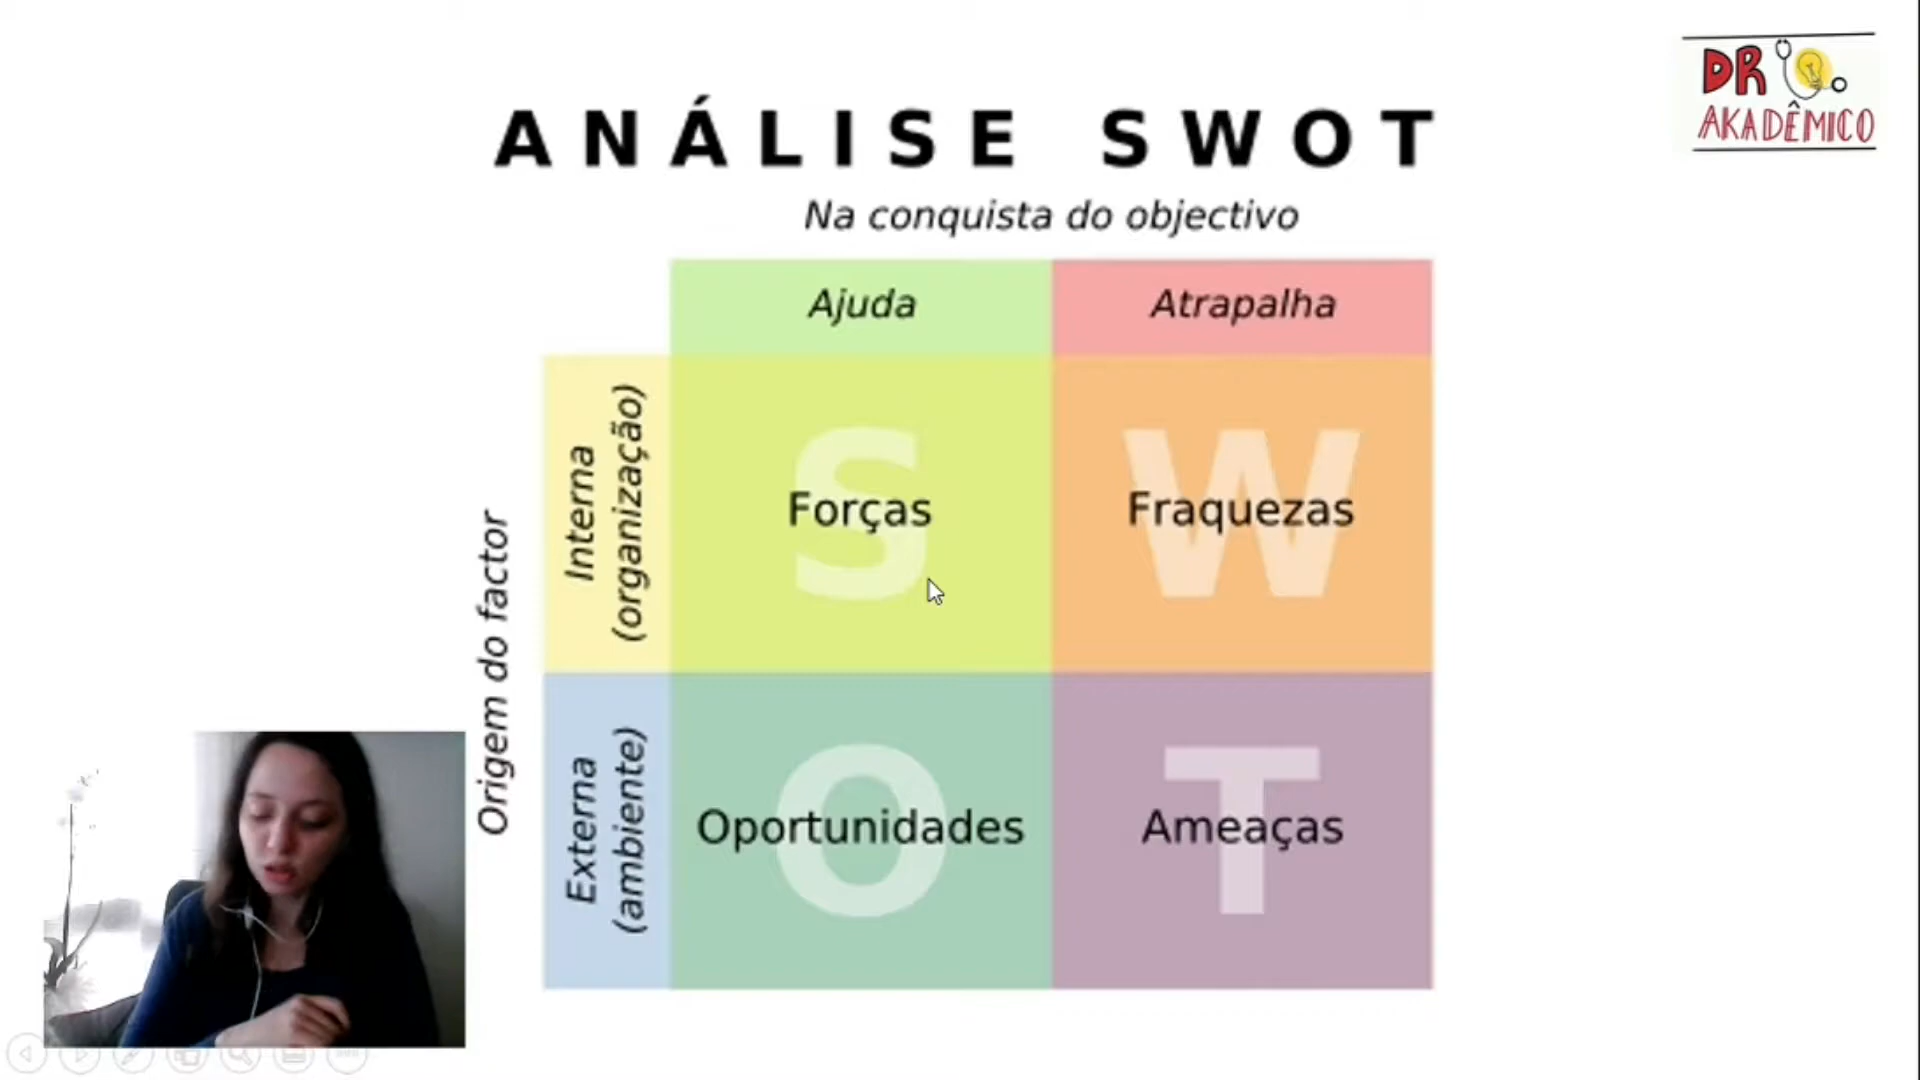 DR
AKADÊMICO
ANÁLISE SWOT
Na conquista do objectivo
Ajuda
Atrapalha
Origem do factor
Interna
(organização)
S
Forças
W
Fraquezas
Externa
(ambiente)
O
Oportunidades
T
Ameaças